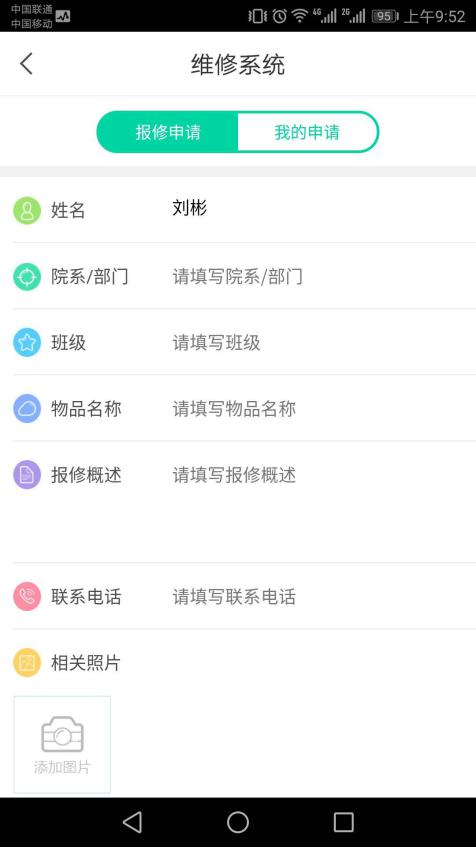 中国联通
中国移动
4G 2G 95 上午9:52
维修系统
报修申请 我的申请
姓名 刘彬
院系/部门 请填写院系/部门
班级 请填写班级
物品名称 请填写物品名称
报修概述 请填写报修概述
联系电话 请填写联系电话
相关照片
添加图片